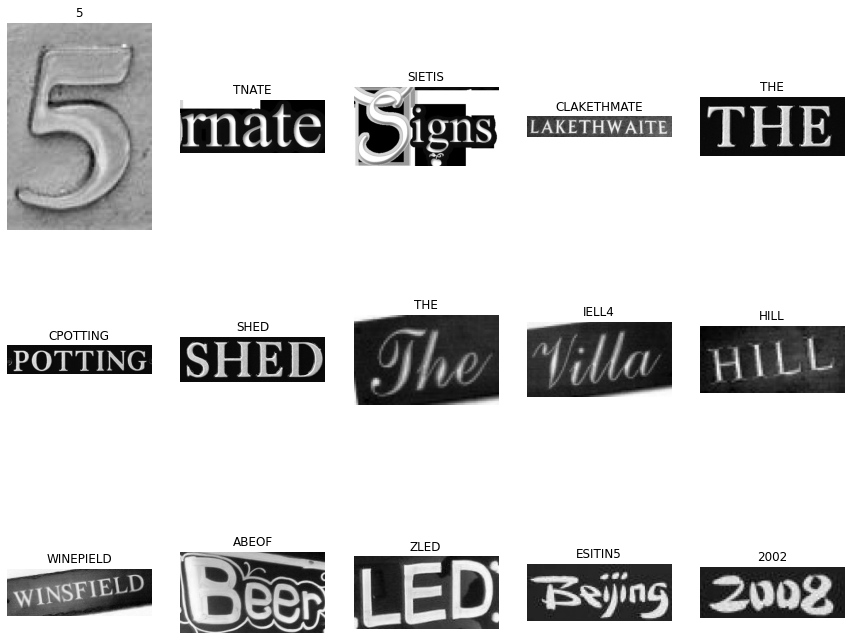 5
TNATE
SIETIS
CLAKETHMATE
THE
5
rnate
Signs
LAKETHWAITE
THE
CPOTTING
SHED
THE
IELL4
HILL
POTTING
SHED
The
Villa
HILL
WINEPIELD
ABEOF
ZLED
ESITIN5
2002
WINSFIELD
Beer
LED
Beijing
2008